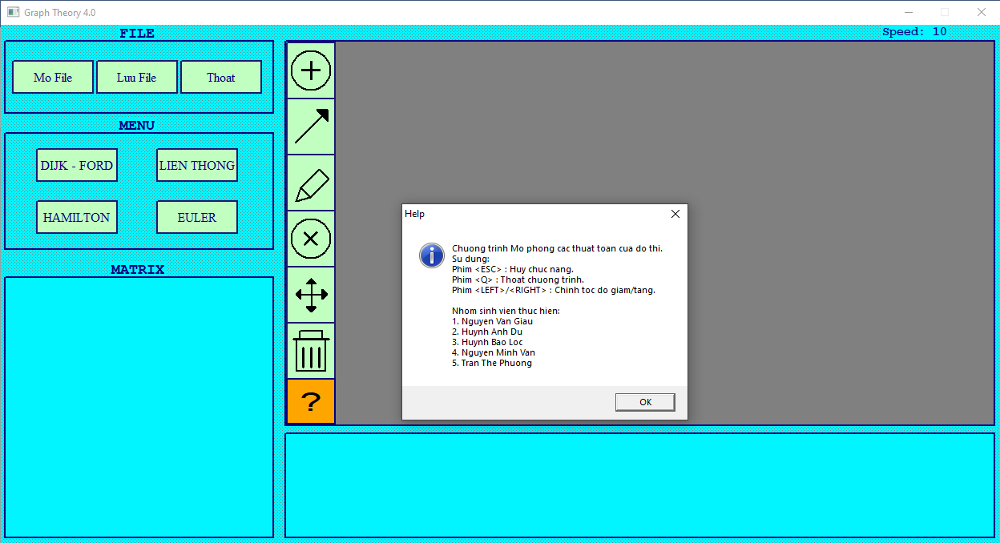 Graph Theory 4.0
FILE
Speed: 10
Mo File
Luu File
Thoat
MENU
DIJK - FORD
LIEN THONG
HAMILTON
EULER
MATRIX
?
Help
Chuong trinh Mo phong cac thuat toan cua do thi.
Su dung:
Phim <ESC> : Huy chuc nang.
Phim <Q> : Thoat chuong trinh.
Phim <LEFT>/<RIGHT> : Chinh toc do giam/tang.
Nhom sinh vien thuc hien:
1. Nguyen Van Giau
2. Huynh Anh Du
3. Huynh Bao Loc
4. Nguyen Minh Van
5. Tran The Phuong
OK